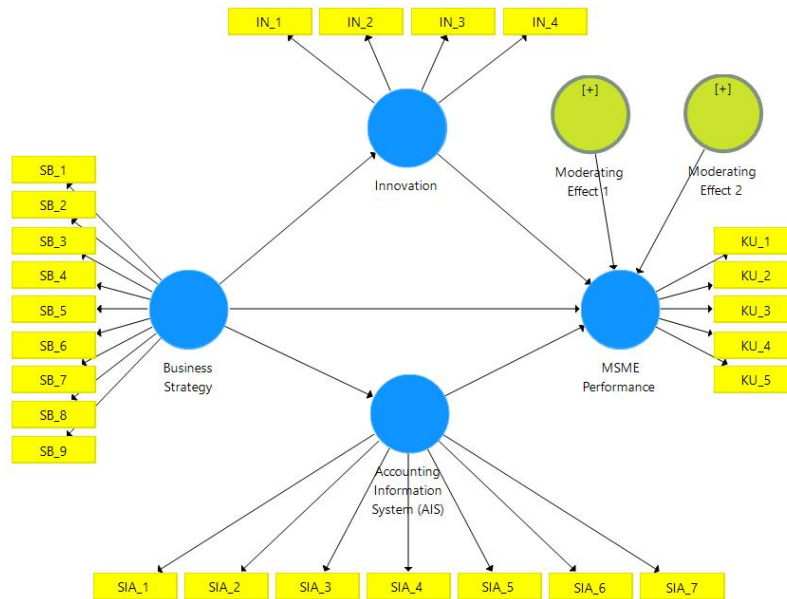 IN_1
IN_2
IN_3
IN_4
[+]
[+]
Innovation
Moderating
Effect 1
Moderating
Effect 2
SB_1
SB_2
SB_3
SB_4
SB_5
SB_6
SB_7
SB_8
SB_9
Business
Strategy
KU_1
KU_2
KU_3
KU_4
KU_5
MSME
Performance
Accounting
Information
System (AIS)
SIA_1
SIA_2
SIA_3
SIA_4
SIA_5
SIA_6
SIA_7